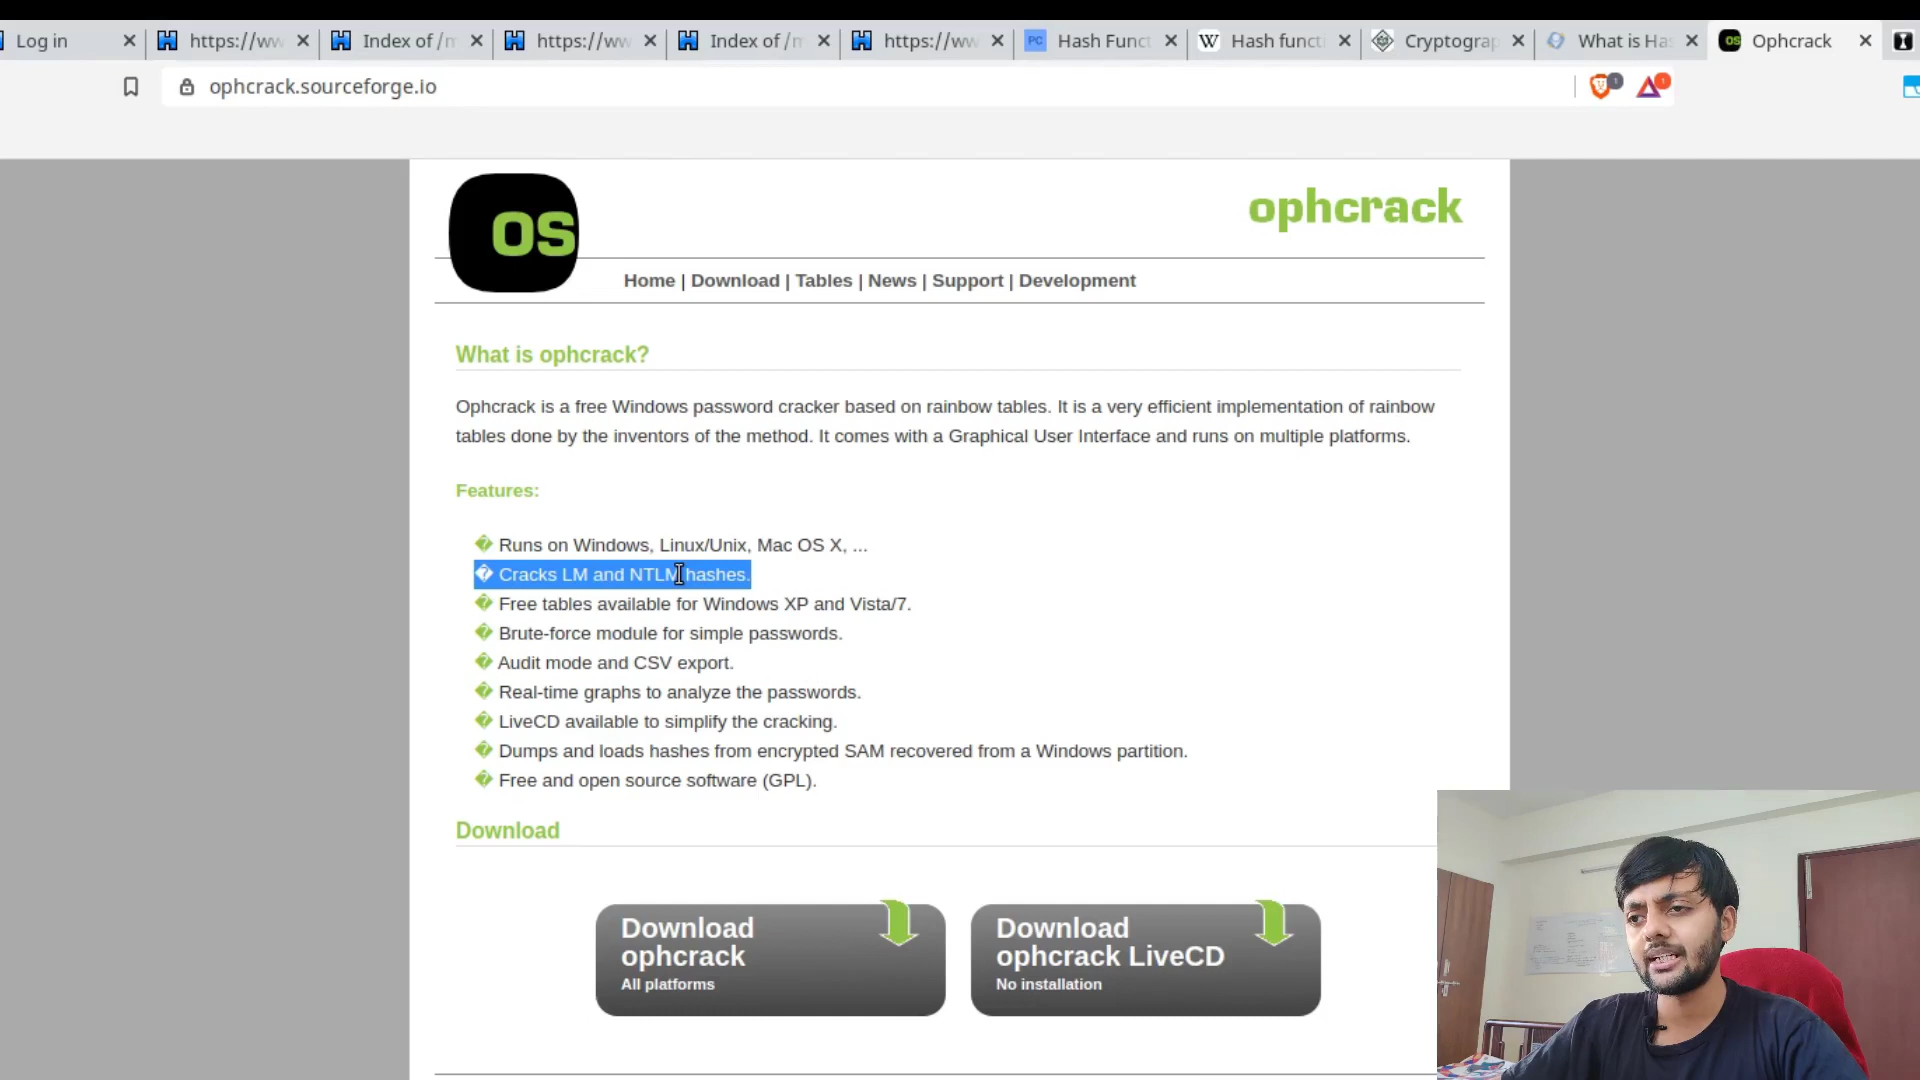 Log in
https://ww
Index of /m
https://ww
Index of /m
https://ww
PC
Hash Funct
W
Hash functi
Cryptograp
What is Has
OS
Ophcrack
ophcrack.sourceforge.io
1
1
OS
ophcrack
Home | Download | Tables | News | Support | Development
What is ophcrack?
Ophcrack is a free Windows password cracker based on rainbow tables. It is a very efficient implementation of rainbow
tables done by the inventors of the method. It comes with a Graphical User Interface and runs on multiple platforms.
Features:
� Runs on Windows, Linux/Unix, Mac OS X, ...
� Cracks LM and NTLM hashes.
� Free tables available for Windows XP and Vista/7.
� Brute-force module for simple passwords.
� Audit mode and CSV export.
� Real-time graphs to analyze the passwords.
� LiveCD available to simplify the cracking.
� Dumps and loads hashes from encrypted SAM recovered from a Windows partition.
� Free and open source software (GPL).
Download
Download
ophcrack
All platforms
Download
ophcrack LiveCD
No installation